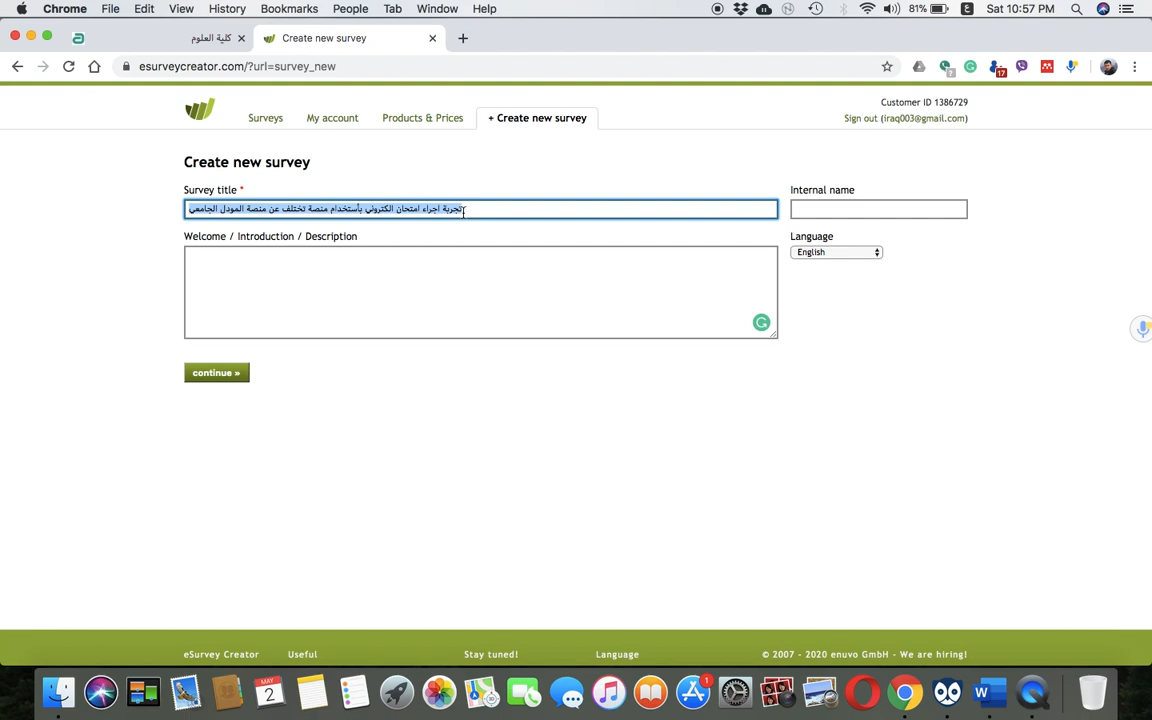 Chrome File Edit View History Bookmarks People Tab Window Help 81% ع Sat 10:57 PM
كلية العلوم
Create new survey
esurveycreator.com/?url=survey_new
17
Customer ID 1386729
Surveys My account Products & Prices + Create new survey
Sign out (iraq003@gmail.com)
Create new survey
Survey title * Internal name
تجربة اجراء امتحان الكتروني بأستخدام منصة تختلف عن منصة المودل الجامعي
Welcome / Introduction / Description Language
English
continue »
eSurvey Creator Useful Stay tuned! Language © 2007 - 2020 enuvo GmbH - We are hiring!
MAY
2
1